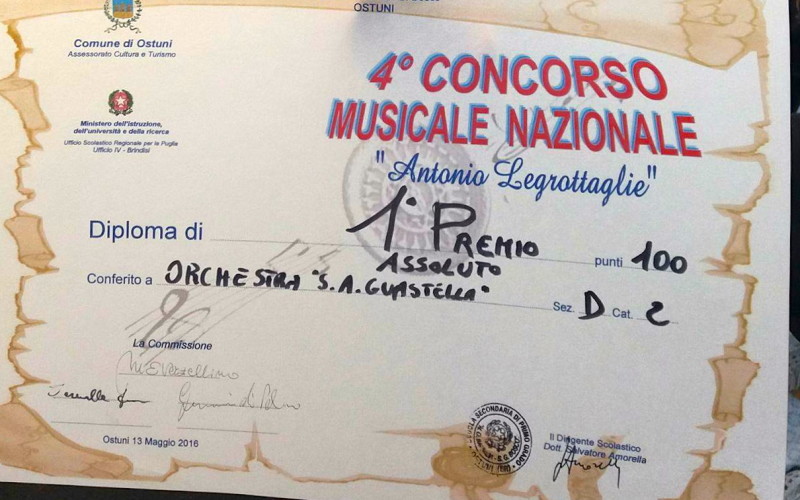 OSTUNI
Comune di Ostuni
Assessorato Cultura e Turismo
Ministero dell'istruzione,
dell'università e della ricerca
Ufficio Scolastico Regionale per la Puglia
Ufficio IV - Brindisi
4° CONCORSO
MUSICALE NAZIONALE
"Antonio Legrottaglie"
Diploma di 1° PREMIO punti 100
ASSOLUTO
Conferito a ORCHESTRA "S.A. GUASTELLA" Sez. D Cat. 2
La Commissione
Ostuni 13 Maggio 2016
Il Dirigente Scolastico
Dott. Salvatore Amorella